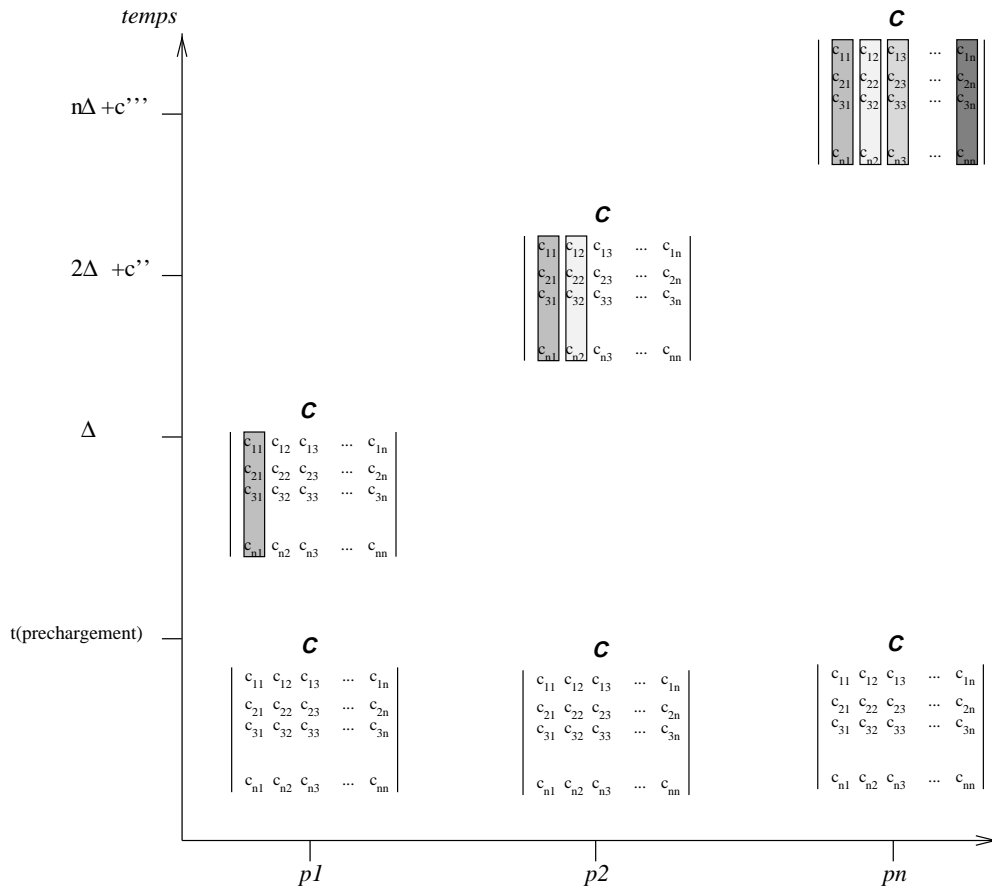 temps
C
c11 c12 c13 ... c1n
c21 c22 c23 ... c2n
c31 c32 c33 ... c3n
cn1 cn2 cn3 ... cnn
nΔ +c'''
C
c11 c12 c13 ... c1n
c21 c22 c23 ... c2n
c31 c32 c33 ... c3n
cn1 cn2 cn3 ... cnn
2Δ +c''
C
c11 c12 c13 ... c1n
c21 c22 c23 ... c2n
c31 c32 c33 ... c3n
cn1 cn2 cn3 ... cnn
Δ
t(prechargement)
C
c11 c12 c13 ... c1n
c21 c22 c23 ... c2n
c31 c32 c33 ... c3n
cn1 cn2 cn3 ... cnn
C
c11 c12 c13 ... c1n
c21 c22 c23 ... c2n
c31 c32 c33 ... c3n
cn1 cn2 cn3 ... cnn
C
c11 c12 c13 ... c1n
c21 c22 c23 ... c2n
c31 c32 c33 ... c3n
cn1 cn2 cn3 ... cnn
p1 p2 pn